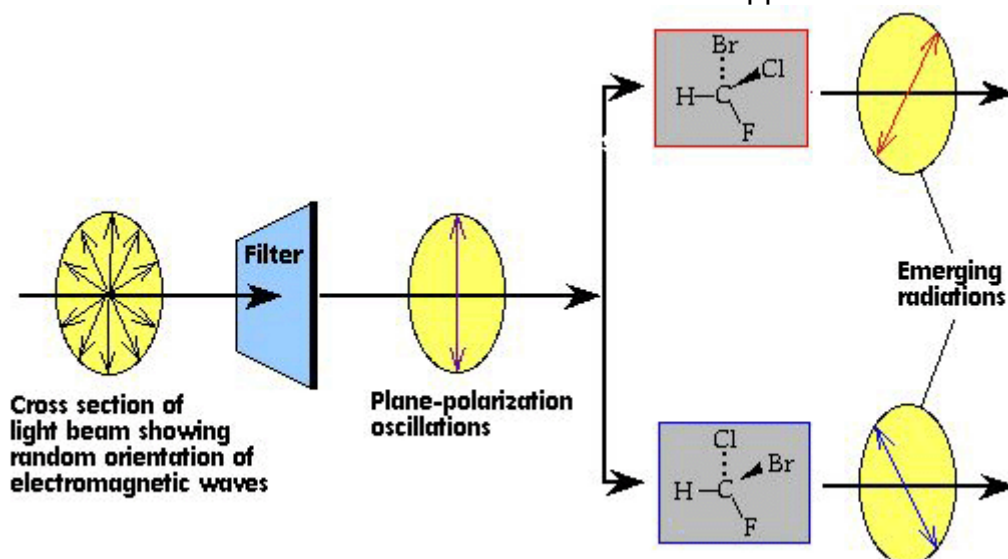 Br
Cl
H
C
F
Filter
Emerging
radiations
Cross section of
light beam showing
random orientation of
electromagnetic waves
Plane-polarization
oscillations
Cl
Br
H
C
F